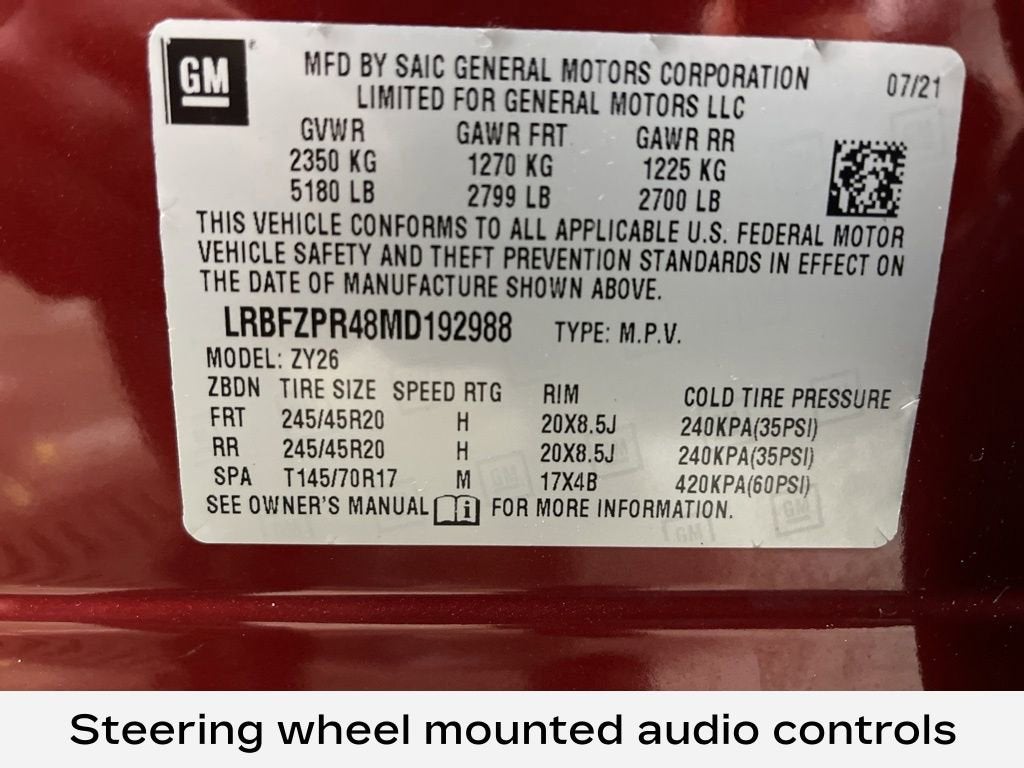 GM
MFD BY SAIC GENERAL MOTORS CORPORATION 07/21
LIMITED FOR GENERAL MOTORS LLC
GVWR GAWR FRT GAWR RR
2350 KG 1270 KG 1225 KG
5180 LB 2799 LB 2700 LB
THIS VEHICLE CONFORMS TO ALL APPLICABLE U.S. FEDERAL MOTOR
VEHICLE SAFETY AND THEFT PREVENTION STANDARDS IN EFFECT ON
THE DATE OF MANUFACTURE SHOWN ABOVE.
LRBFZPR48MD192988 TYPE: M.P.V.
MODEL: ZY26
ZBDN TIRE SIZE SPEED RTG RIM COLD TIRE PRESSURE
FRT 245/45R20 H 20X8.5J 240KPA(35PSI)
RR 245/45R20 H 20X8.5J 240KPA(35PSI)
SPA T145/70R17 M 17X4B 420KPA(60PSI)
SEE OWNER'S MANUAL i FOR MORE INFORMATION.
GM GM GM
Steering wheel mounted audio controls